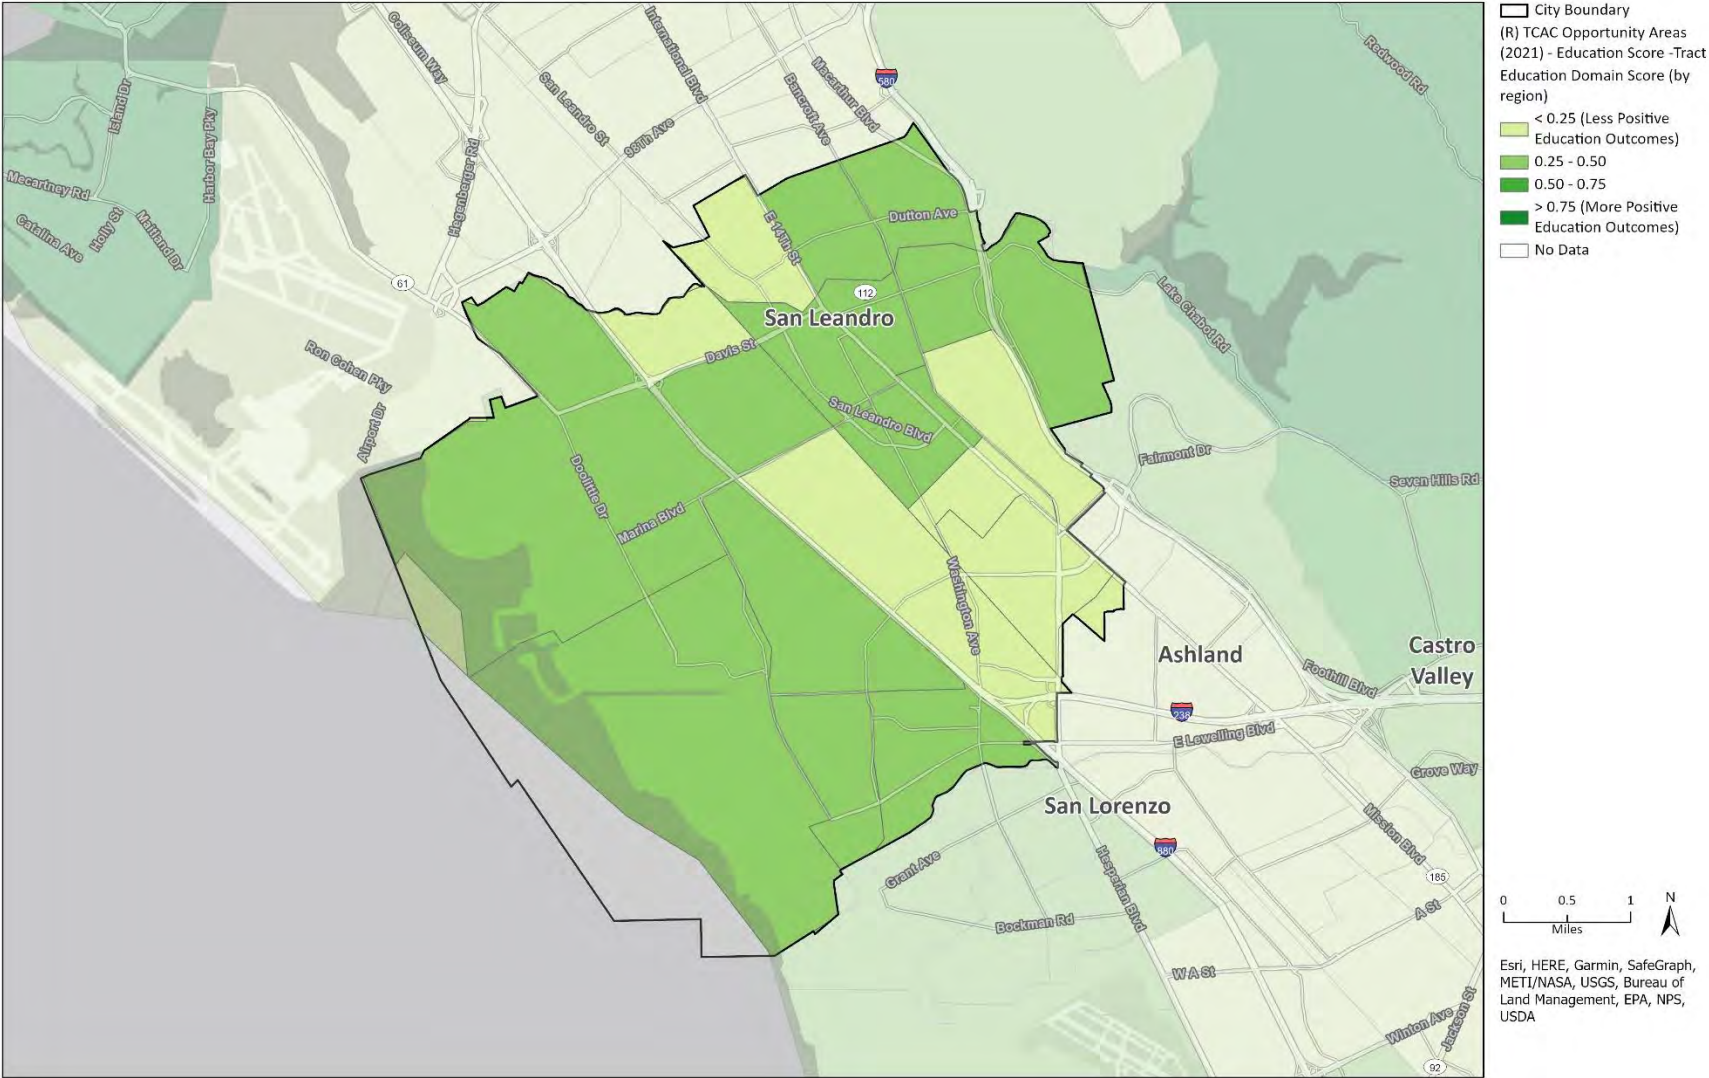 City Boundary
(R) TCAC Opportunity Areas
(2021) - Education Score -Tract
Education Domain Score (by
region)
< 0.25 (Less Positive
Education Outcomes)
0.25 - 0.50
0.50 - 0.75
> 0.75 (More Positive
Education Outcomes)
No Data
Coliseum Way
International Blvd
San Leandro St
Bancroft Ave
Macarthur Blvd
580
Redwood Rd
Island Dr
Harbor Bay Pky
98Th Ave
Hegenberger Rd
Mecartney Rd
Holly St
Maitland Dr
Catalina Ave
Dutton Ave
E 14Th St
61
112
San Leandro
Lake Chabot Rd
Davis St
Ron Cohen Pky
Airport Dr
San Leandro Blvd
Fairmont Dr
Seven Hills Rd
Doolittle Dr
Marina Blvd
Washington Ave
Ashland
Castro
Valley
Foothill Blvd
238
E Lewelling Blvd
Grove Way
San Lorenzo
Mission Blvd
880
Grant Ave
Hesperian Blvd
185
A St
Bockman Rd
W A St
Winton Ave
Jackson St
92
0 0.5 1
Miles
N
Esri, HERE, Garmin, SafeGraph,
METI/NASA, USGS, Bureau of
Land Management, EPA, NPS,
USDA